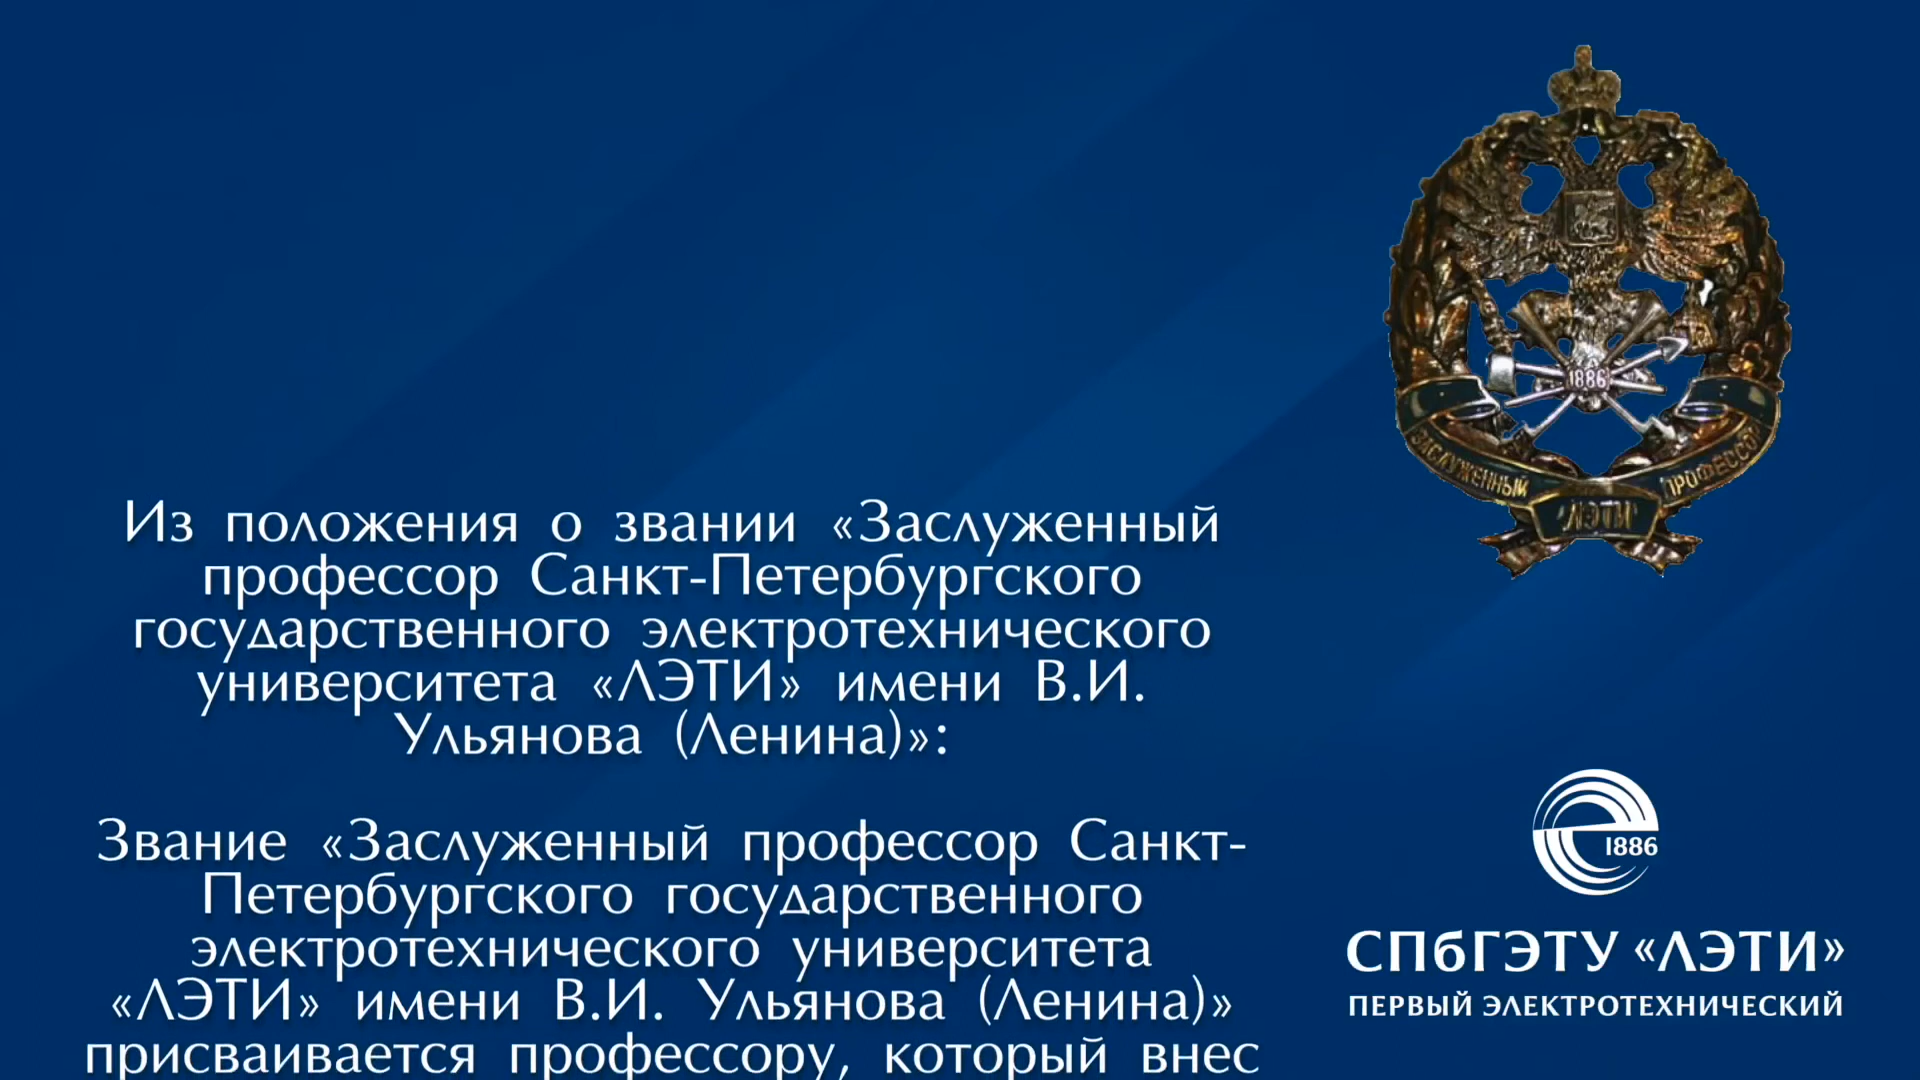 Из положения о звании «Заслуженный
профессор Санкт-Петербургского
государственного электротехнического
университета «ЛЭТИ» имени В.И.
Ульянова (Ленина)»:
Звание «Заслуженный профессор Санкт-
Петербургского государственного
электротехнического университета
«ЛЭТИ» имени В.И. Ульянова (Ленина)»
присваивается профессору, который внес
1886
ЗАСЛУЖЕННЫЙ
ПРОФЕССОР
ЛЭТИ
1886
СПбГЭТУ «ЛЭТИ»
ПЕРВЫЙ ЭЛЕКТРОТЕХНИЧЕСКИЙ